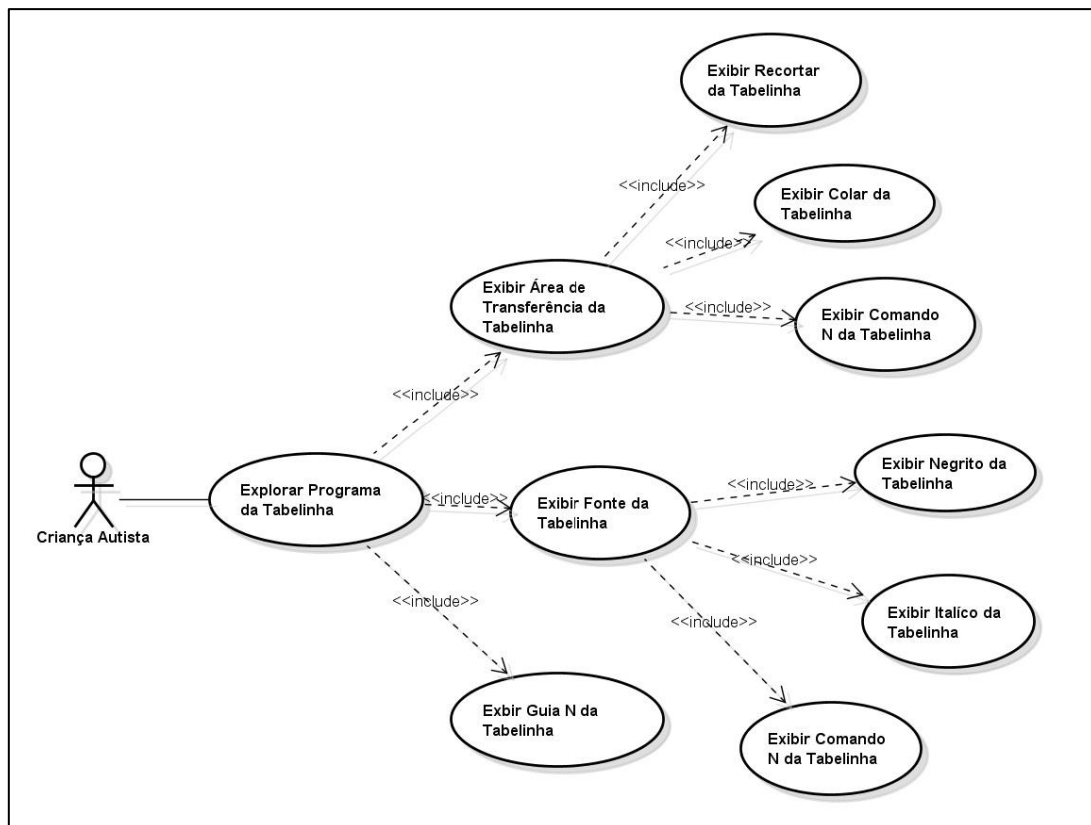 Exibir Recortar
da Tabelinha
<<include>>
Exibir Colar da
Tabelinha
<<include>>
Exibir Área de
Transferência da
Tabelinha
<<include>>
Exibir Comando
N da Tabelinha
<<include>>
Criança Autista
Explorar Programa
da Tabelinha
<<include>>
Exibir Fonte da
Tabelinha
<<include>>
Exibir Negrito da
Tabelinha
<<include>>
Exibir Italíco da
Tabelinha
<<include>>
<<include>>
Exbir Guia N da
Tabelinha
Exibir Comando
N da Tabelinha